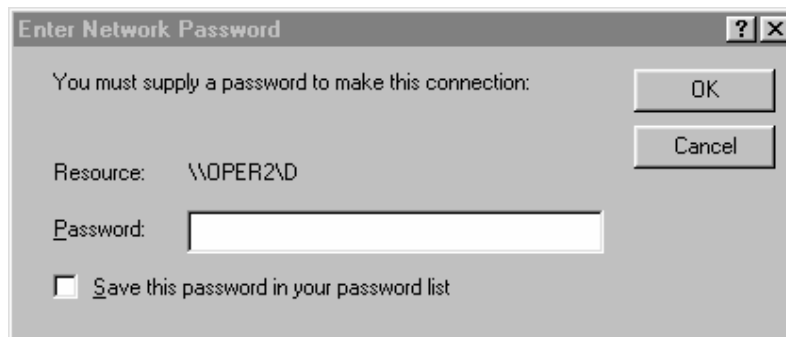 Enter Network Password
You must supply a password to make this connection:
OK
Cancel
Resource: \\OPER2\D
Password:
Save this password in your password list